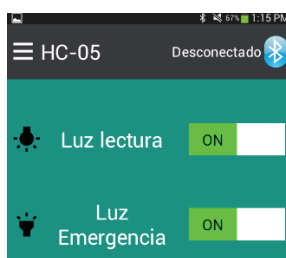 67% 1:15 PM
HC-05 Desconectado
Luz lectura ON
Luz
Emergencia ON